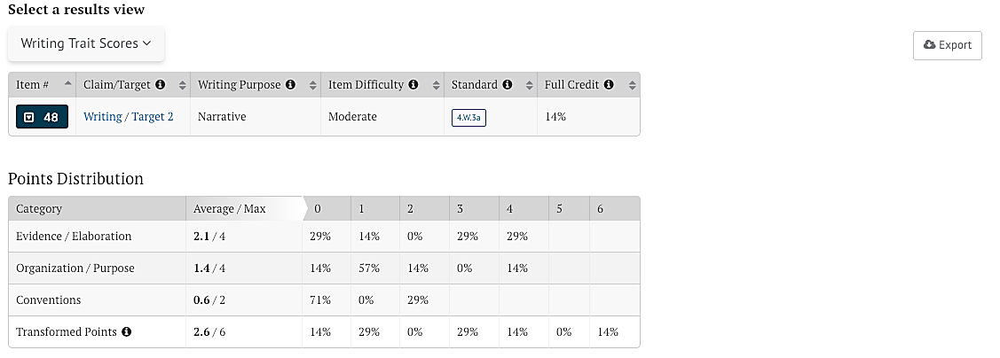 Select a results view
Writing Trait Scores
Export
Item # Claim/Target Writing Purpose Item Difficulty Standard Full Credit
48 Writing / Target 2 Narrative Moderate 4.W.3a 14%
Points Distribution
Category Average / Max 0 1 2 3 4 5 6
Evidence / Elaboration 2.1 / 4 29% 14% 0% 29% 29%
Organization / Purpose 1.4 / 4 14% 57% 14% 0% 14%
Conventions 0.6 / 2 71% 0% 29%
Transformed Points 2.6 / 6 14% 29% 0% 29% 14% 0% 14%